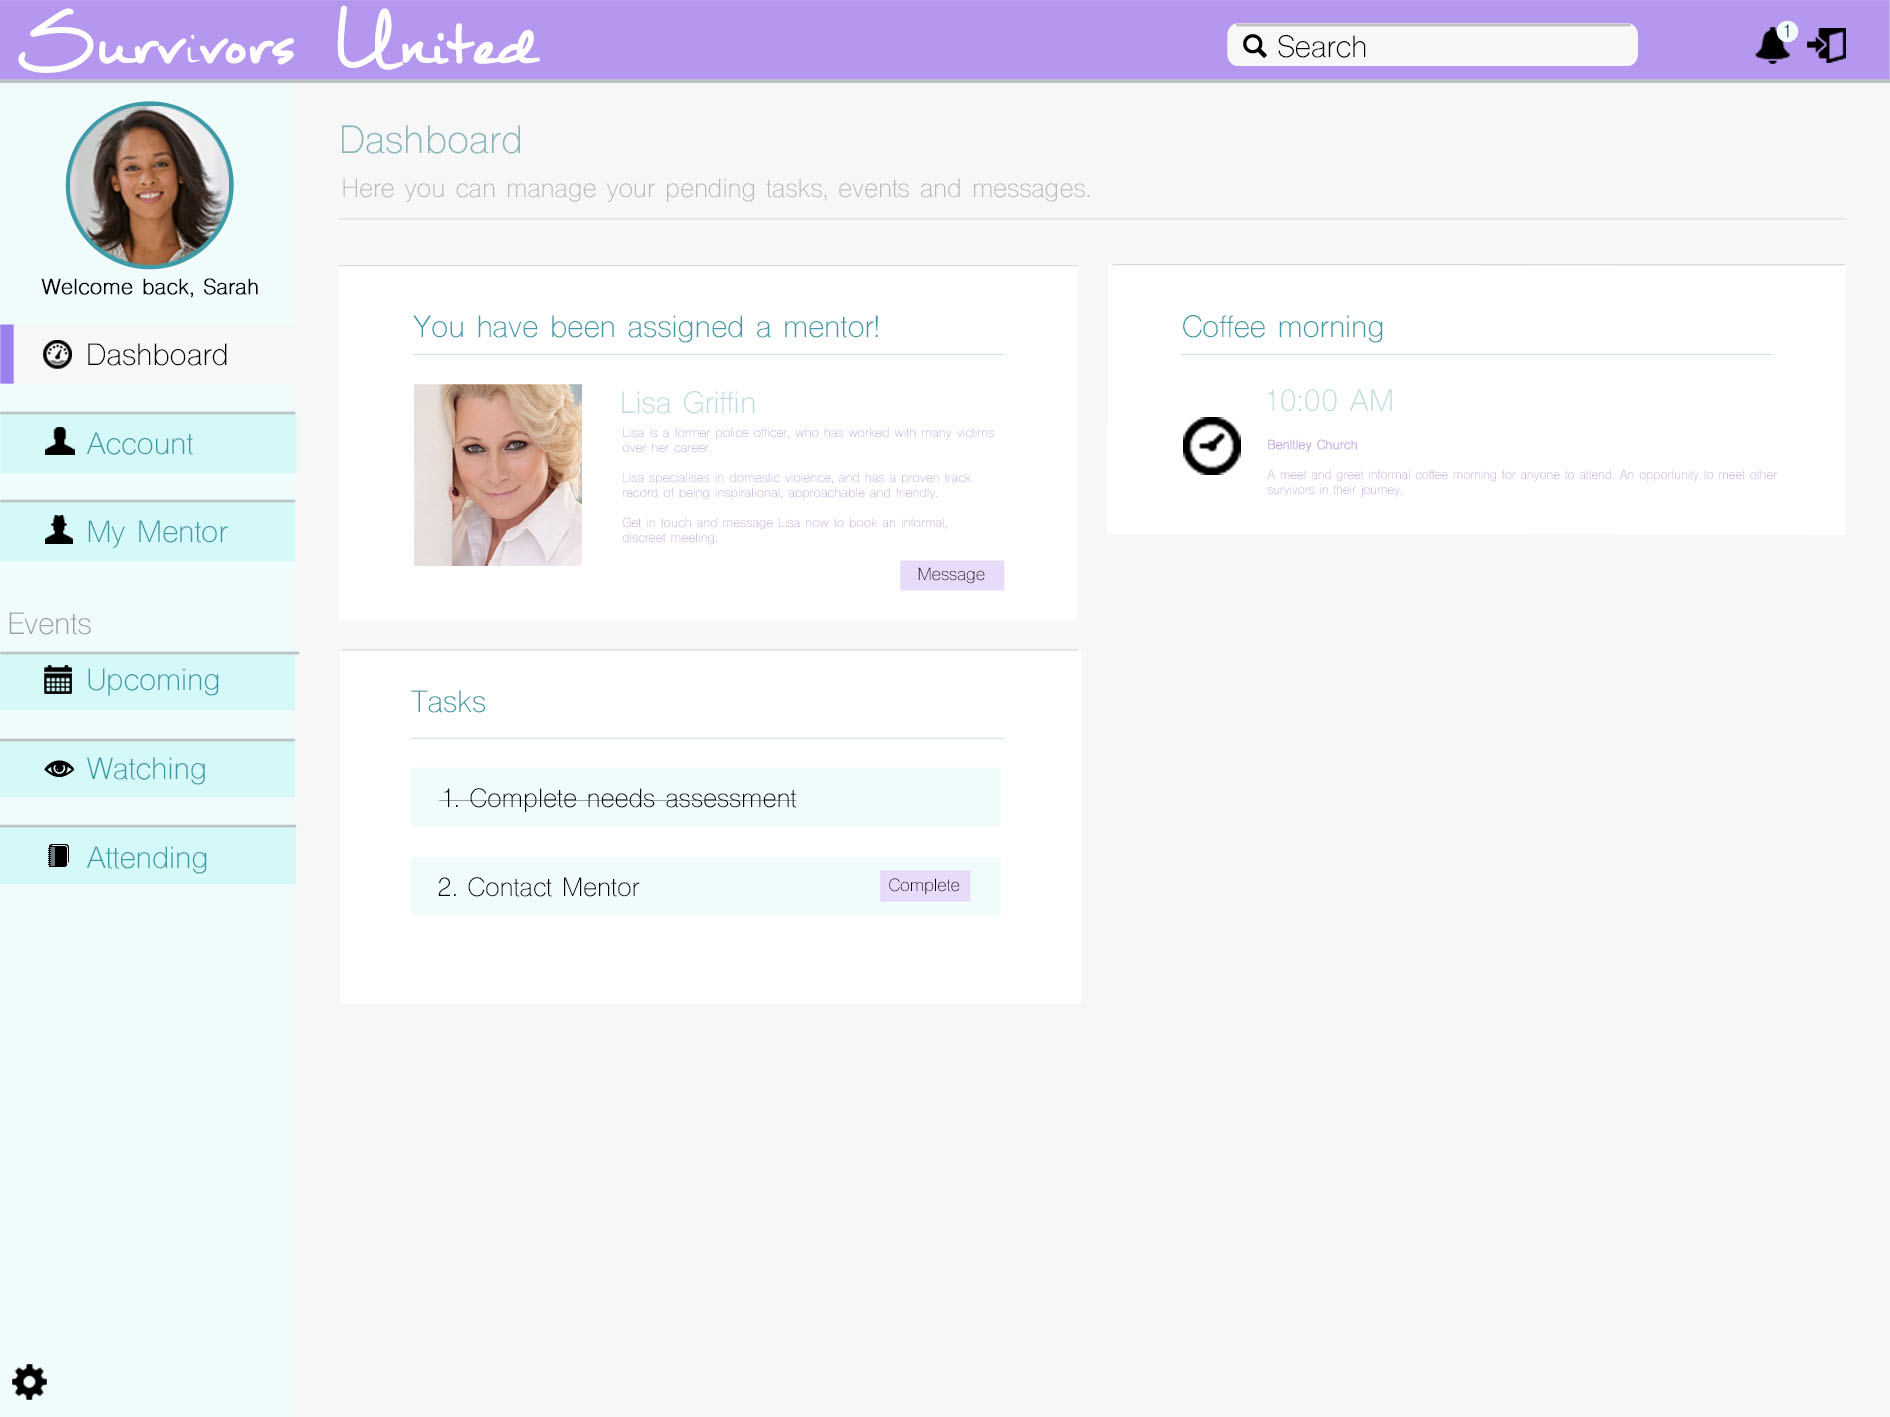 Survivors United
Search
1
Welcome back, Sarah
Dashboard
Account
My Mentor
Events
Upcoming
Watching
Attending
Dashboard
Here you can manage your pending tasks, events and messages.
You have been assigned a mentor!
Lisa Griffin
Lisa is a former police officer, who has worked with many victims
over her career.
Lisa specialises in domestic violence, and has a proven track
record of being inspirational, approachable and friendly.
Get in touch and message Lisa now to book an informal,
discreet meeting.
Message
Coffee morning
10:00 AM
Benitley Church
A meet and greet informal coffee morning for anyone to attend. An opportunity to meet other
survivors in their journey.
Tasks
1. Complete needs assessment
2. Contact Mentor
Complete